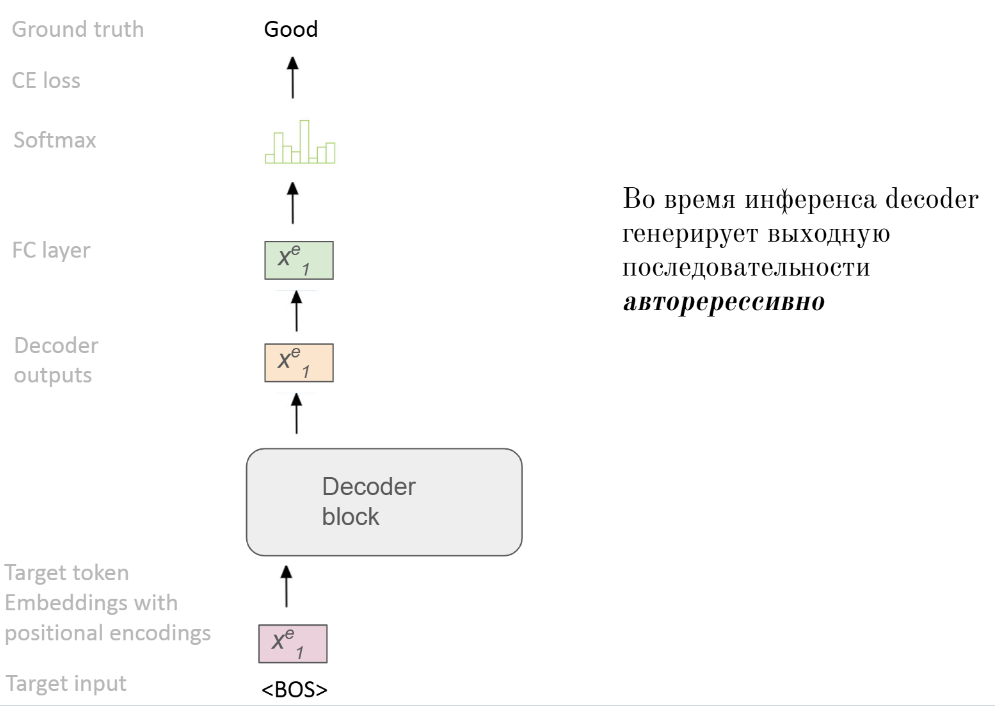 Ground truth
Good
CE loss
Softmax
FC layer
x^e_1
Decoder
outputs
x^e_1
Decoder
block
Target token
Embeddings with
positional encodings
x^e_1
Target input
<BOS>
Во время инференса decoder
генерирует выходную
последовательности
авторерессивно